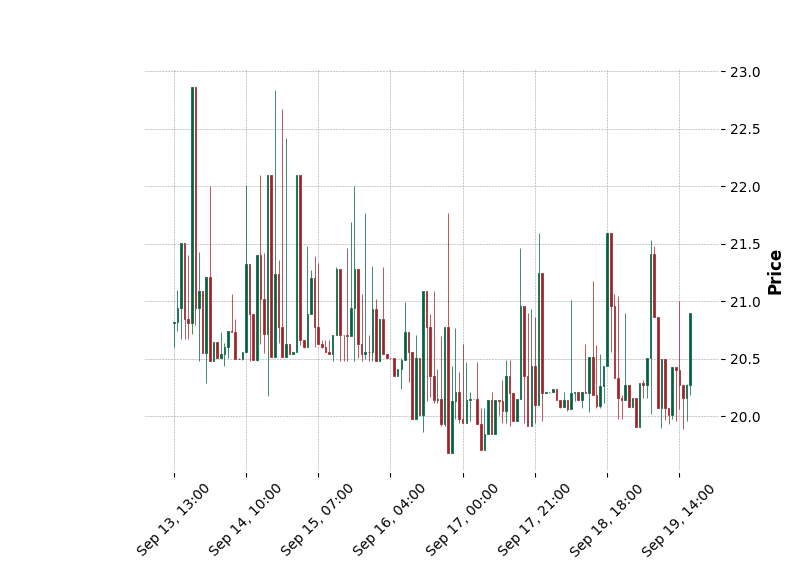 23.0
22.5
22.0
21.5
21.0
20.5
20.0
Price
Sep 13, 13:00
Sep 14, 10:00
Sep 15, 07:00
Sep 16, 04:00
Sep 17, 00:00
Sep 17, 21:00
Sep 18, 18:00
Sep 19, 14:00